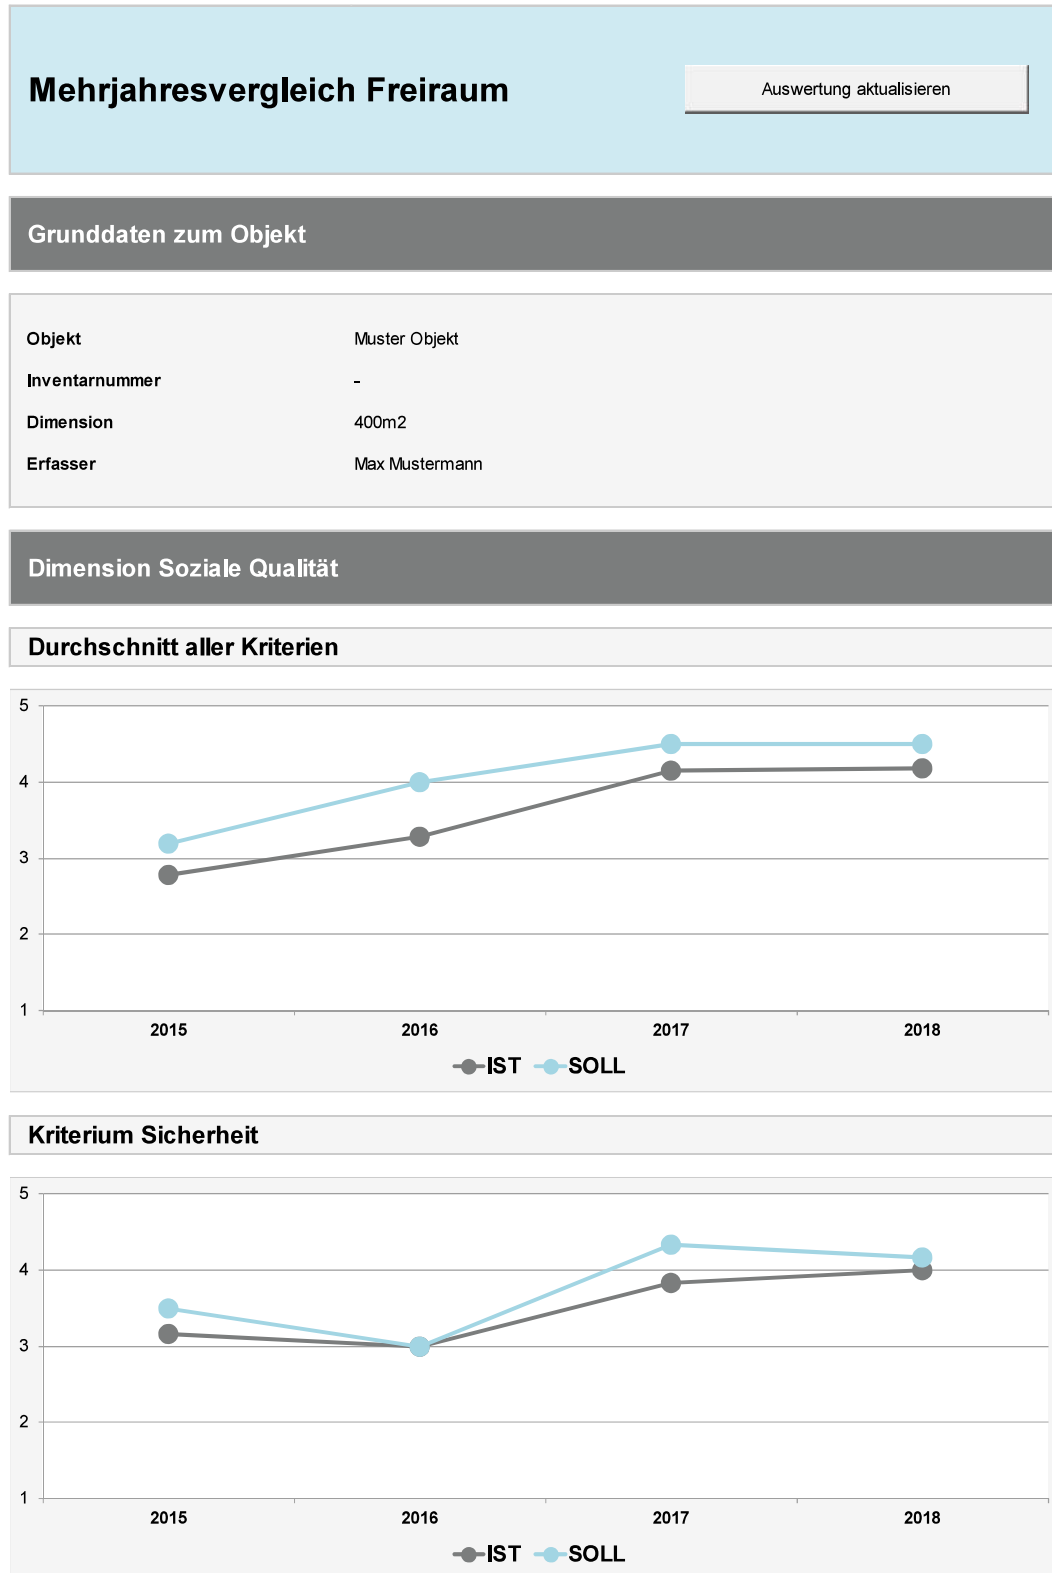 Mehrjahresvergleich Freiraum
Auswertung aktualisieren
Grunddaten zum Objekt
Objekt Muster Objekt
Inventarnummer -
Dimension 400m2
Erfasser Max Mustermann
Dimension Soziale Qualität
Durchschnitt aller Kriterien
5
4
3
2
1
2015 2016 2017 2018
IST SOLL
Kriterium Sicherheit
5
4
3
2
1
2015 2016 2017 2018
IST SOLL